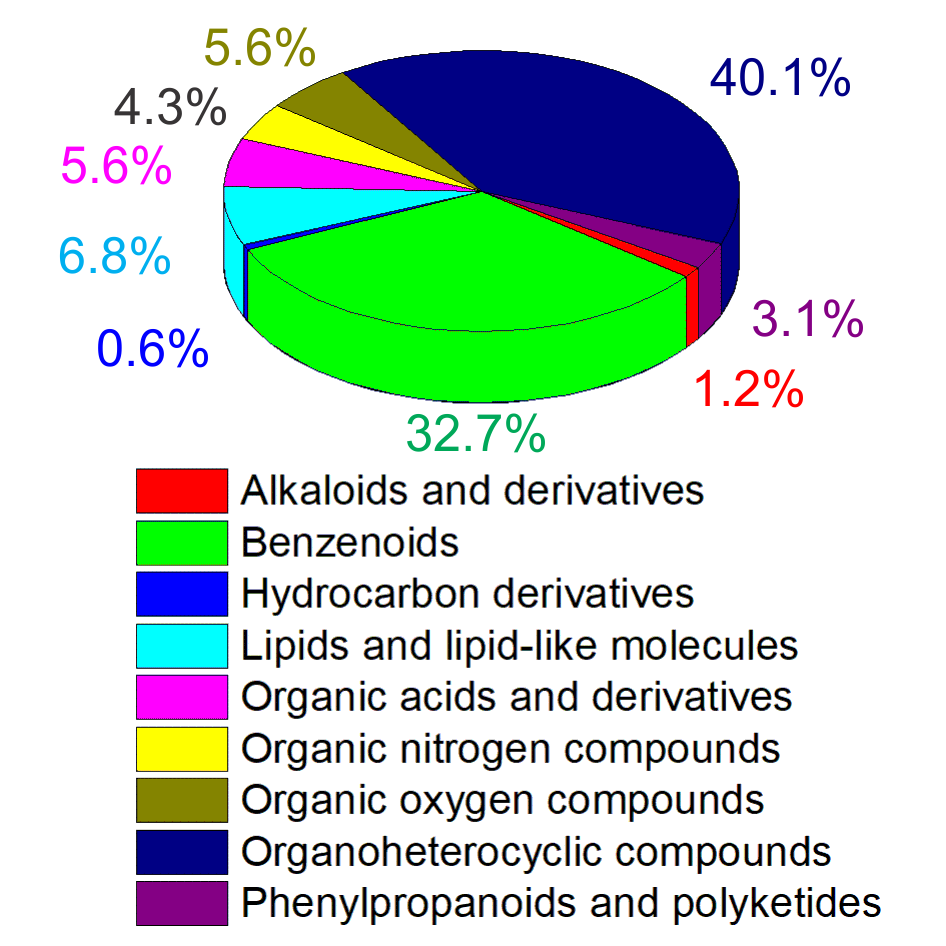 5.6%
40.1%
4.3%
5.6%
6.8%
3.1%
0.6%
1.2%
32.7%
Alkaloids and derivatives
Benzenoids
Hydrocarbon derivatives
Lipids and lipid-like molecules
Organic acids and derivatives
Organic nitrogen compounds
Organic oxygen compounds
Organoheterocyclic compounds
Phenylpropanoids and polyketides